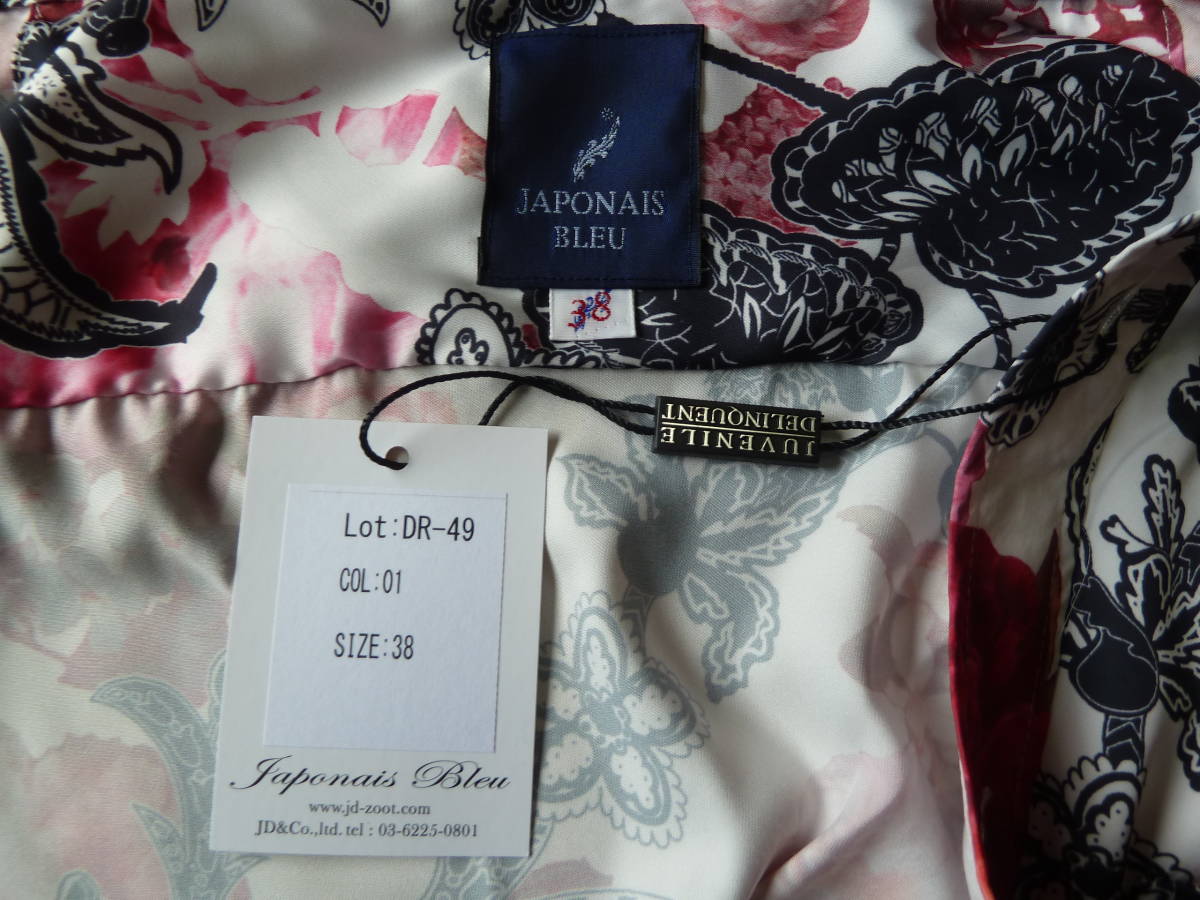 JAPONAIS
BLEU
38
JUVENILE
DELINQUENT
Lot:DR-49
COL:01
SIZE:38
Japonais Bleu
www.jd-zoot.com
JD&Co.,ltd. tel : 03-6225-0801